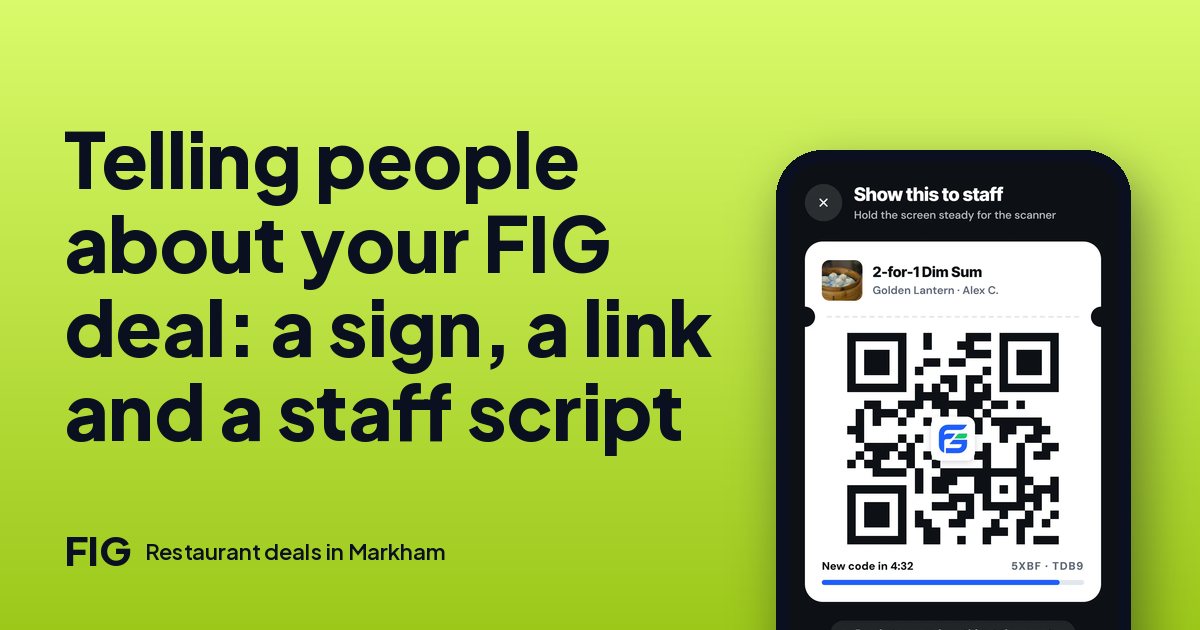 Telling people
about your FIG
deal: a sign, a link
and a staff script
FIG Restaurant deals in Markham
Show this to staff
Hold the screen steady for the scanner
2-for-1 Dim Sum
Golden Lantern · Alex C.
New code in 4:32
5XBF · TDB9